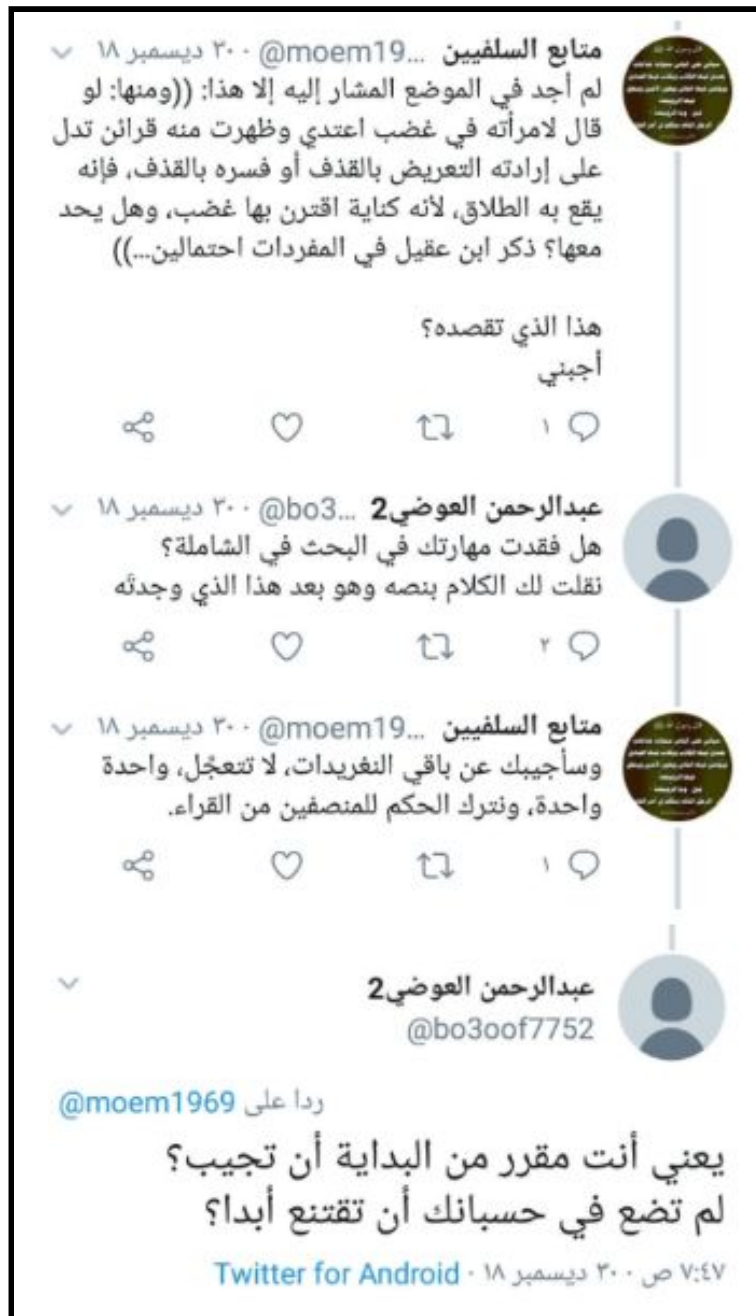 متابع السلفيين @moem19... · ٣٠ ديسمبر ١٨
لم أجد في الموضع المشار إليه إلا هذا: ((ومنها: لو
قال لامرأته في غضب اعتدي وظهرت منه قرائن تدل
على إرادته التعريض بالقذف أو فسره بالقذف، فإنه
يقع به الطلاق، لأنه كناية اقترن بها غضب، وهل يحد
معها؟ ذكر ابن عقيل في المفردات احتمالين...))
هذا الذي تقصده؟
أجبني
١
عبدالرحمن العوضي2 @bo3... · ٣٠ ديسمبر ١٨
هل فقدت مهارتك في البحث في الشاملة؟
نقلت لك الكلام بنصه وهو بعد هذا الذي وجدتَه
٢
متابع السلفيين @moem19... · ٣٠ ديسمبر ١٨
وسأجيبك عن باقي النغريدات، لا تتعجَّل، واحدة
واحدة، ونترك الحكم للمنصفين من القراء.
١
عبدالرحمن العوضي2
@bo3oof7752
ردا على @moem1969
يعني أنت مقرر من البداية أن تجيب؟
لم تضع في حسبانك أن تقتنع أبدا؟
٧:٤٧ ص · ٣٠ ديسمبر ١٨ · Twitter for Android